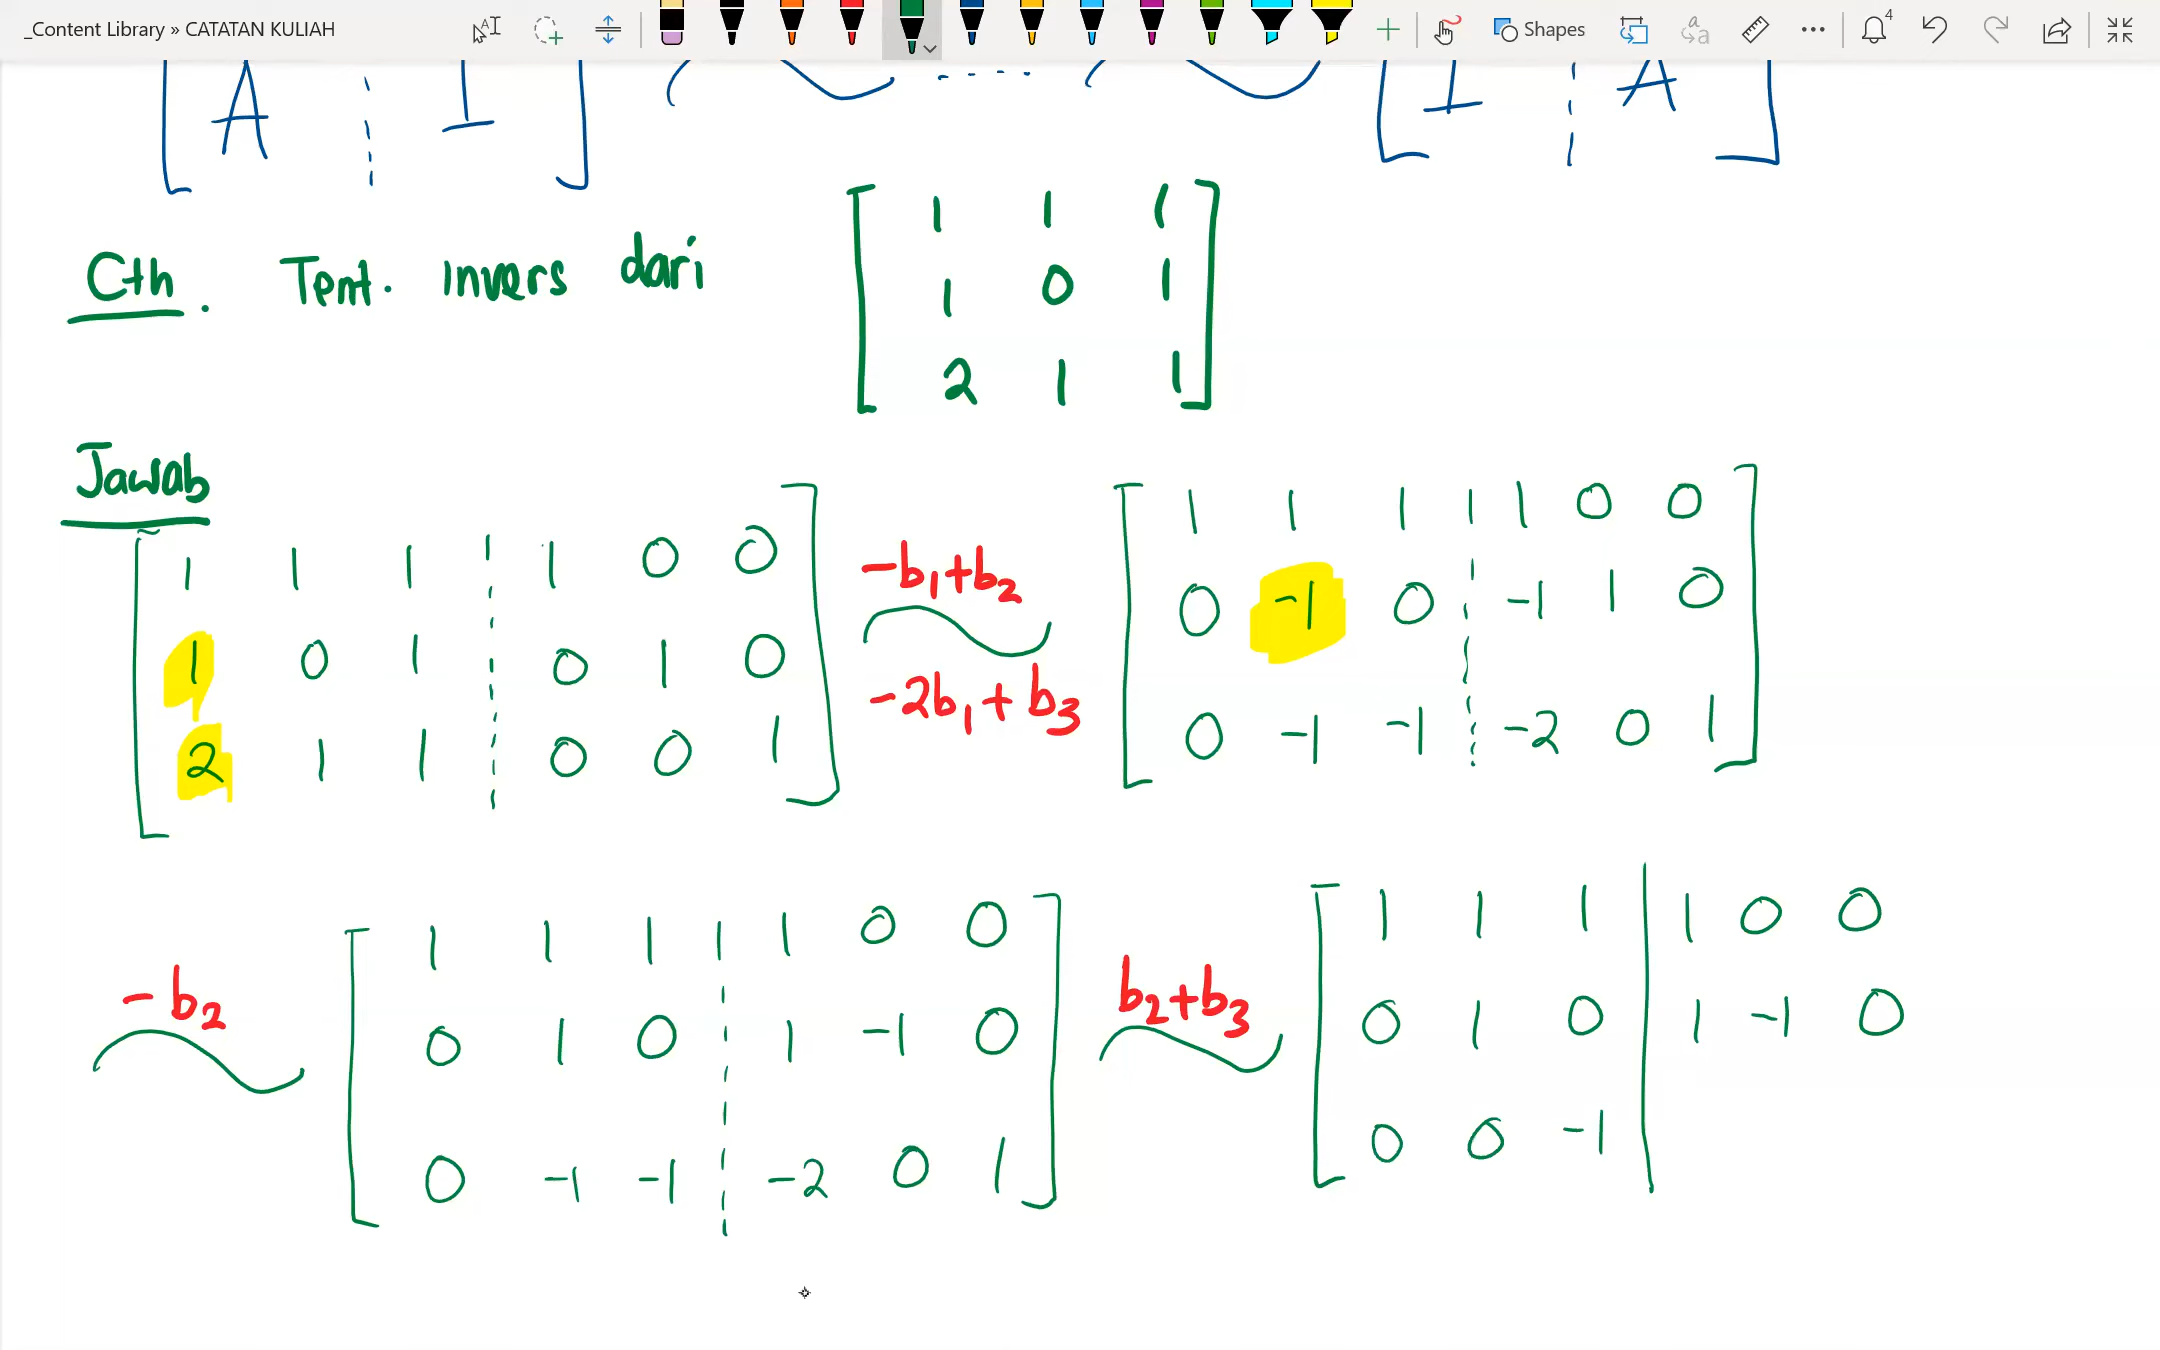 _Content Library » CATATAN KULIAH
Shapes
4
[ A ¦ I ] .... [ I ¦ A ]
Cth. Tent. invers dari
[ 1 1 1
1 0 1
2 1 1 ]
Jawab
[ 1 1 1 ¦ 1 0 0
1 0 1 ¦ 0 1 0
2 1 1 ¦ 0 0 1 ]
-b₁+b₂
-2b₁+b₃
[ 1 1 1 ¦ 1 0 0
0 -1 0 ¦ -1 1 0
0 -1 -1 ¦ -2 0 1 ]
-b₂
[ 1 1 1 ¦ 1 0 0
0 1 0 ¦ 1 -1 0
0 -1 -1 ¦ -2 0 1 ]
b₂+b₃
[ 1 1 1 | 1 0 0
0 1 0 | 1 -1 0
0 0 -1 |